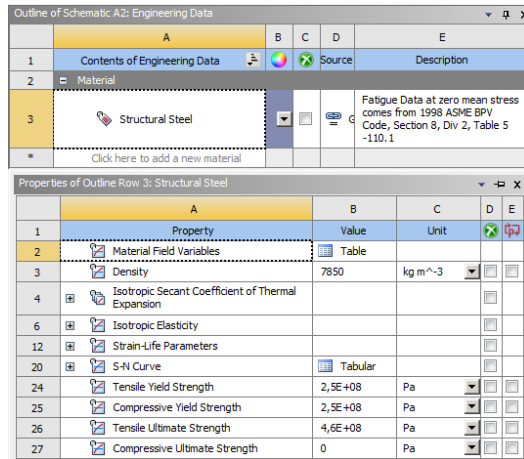 Outline of Schematic A2: Engineering Data
A B C D E
1 Contents of Engineering Data Source Description
2 Material
3 Structural Steel G Fatigue Data at zero mean stress
comes from 1998 ASME BPV
Code, Section 8, Div 2, Table 5
-110.1
* Click here to add a new material
Properties of Outline Row 3: Structural Steel
A B C D E
1 Property Value Unit
2 Material Field Variables Table
3 Density 7850 kg m^-3
4 Isotropic Secant Coefficient of Thermal
Expansion
6 Isotropic Elasticity
12 Strain-Life Parameters
20 S-N Curve Tabular
24 Tensile Yield Strength 2,5E+08 Pa
25 Compressive Yield Strength 2,5E+08 Pa
26 Tensile Ultimate Strength 4,6E+08 Pa
27 Compressive Ultimate Strength 0 Pa